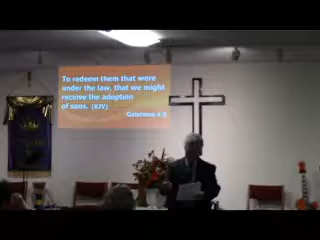 To redeem them that were
under the law, that we might
receive the adoption
of sons. (KJV)
Galatians 4:5